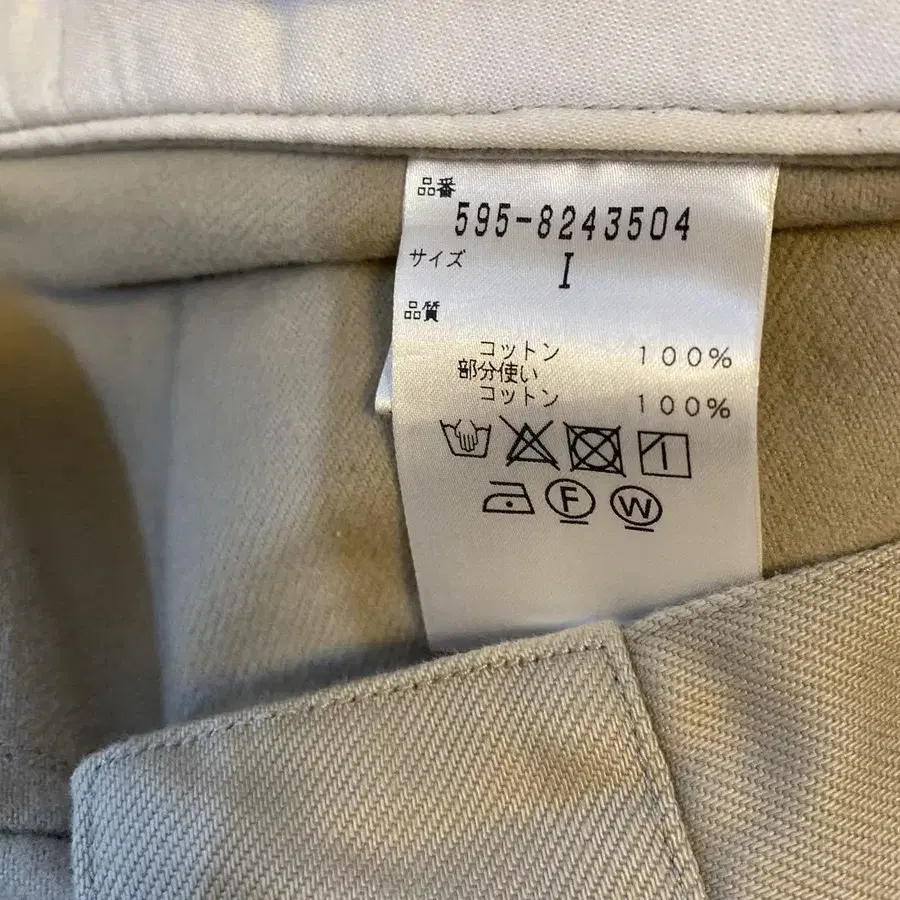 品番
595-8243504
サイズ
I
品質
コットン 100%
部分使い
コットン 100%
F W